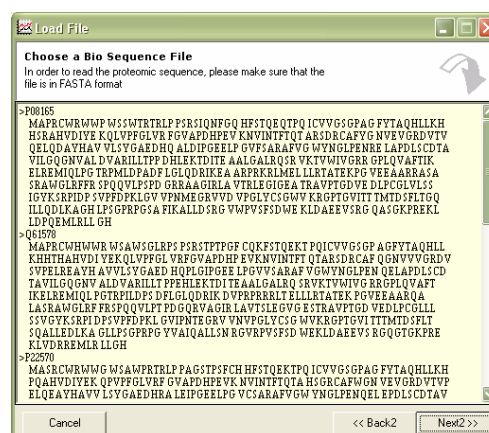 Load File
Choose a Bio Sequence File
In order to read the proteomic sequence, please make sure that the
file is in FASTA format
>P08165
MAPRCWRWWP WSSWTRTRLP PSRSIQNFGQ HFSTQEQTPQ ICVVGSGPAG FYTAQHLLKH
HSRAHVDIYE KQLVPFGLVR FGVAPDHPEV KNVINTFTQT ARSDRCAFYG NVEVGRDVTV
QELQDAYHAV VLSYGAEDHQ ALDIPGEELP GVFSARAFVG WYNGLPENRE LAPDLSCDTA
VILGQGNVAL DVARILLTPP DHLEKTDITE AALGALRQSR VKTVWIVGRR GPLQVAFTIK
ELREMIQLPG TRPMLDPADF LGLQDRIKEA ARPRKRLMEL LLRTATEKPG VEEAARRASA
SRAWGLRFFR SPQQVLPSPD GRRAAGIRLA VTRLEGIGEA TRAVPTGDVE DLPCGLVLSS
IGYKSRPIDP SVPFDPKLGV VPNMEGRVVD VPGLYCSGWV KRGPTGVITT TMTDSFLTGQ
ILLQDLKAGH LPSGPRPGSA FIKALLDSRG VWPVSFSDWE KLDAEEVSRG QASGKPREKL
LDPQEMLRLL GH
>Q61578
MAPRCWHWWR WSAWSGLRPS PSRSTPTPGF CQKFSTQEKT PQICVVGSGP AGFYTAQHLL
KHHTHAHVDI YEKQLVPFGL VRFGVAPDHP EVKNVINTFT QTARSDRCAF QGNVVVGRDV
SVPELREAYH AVVLSYGAED HQPLGIPGEE LPGVVSARAF VGWYNGLPEN QELAPDLSCD
TAVILGQGNV ALDVARILLT PPEHLEKTDI TEAALGALRQ SRVKTVWIVG RRGPLQVAFT
IKELREMIQL PGTRPILDPS DFLGLQDRIK DVPRPRRRLT ELLLRTATEK PGVEEAARQA
LASRAWGLRF FRSPQQVLPT PDGQRVAGIR LAVTSLEGVG ESTRAVPTGD VEDLPCGLLL
SSVGYKSRPI DPSVPFDPKL GVIPNTEGRV VNVPGLYCSG WVKRGPTGVI TTTMTDSFLT
SQALLEDLKA GLLPSGPRPG YVAIQALLSN RGVRPVSFSD WEKLDAEEVS RGQGTGKPRE
KLVDRREMLR LLGH
>P22570
MASRCWRWWG WSAWPRTRLP PAGSTPSFCH HFSTQEKTPQ ICVVGSGPAG FYTAQHLLKH
PQAHVDIYEK QPVPFGLVRF GVAPDHPEVK NVINTFTQTA HSGRCAFWGN VEVGRDVTVP
ELQEAYHAVV LSYGAEDHRA LEIPGEELPG VCSARAFVGW YNGLPENQEL EPDLSCDTAV
Cancel
<< Back2
Next2 >>